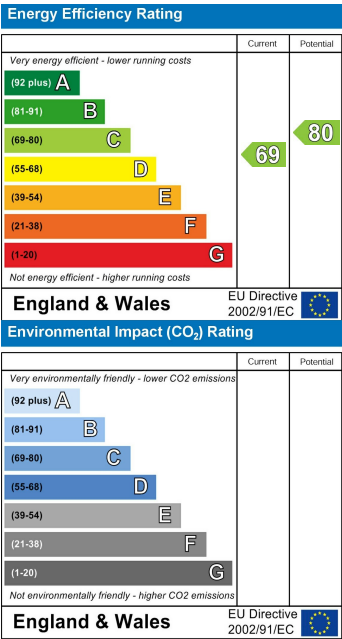 Energy Efficiency Rating
Current Potential
Very energy efficient - lower running costs
(92 plus) A
(81-91) B
(69-80) C
(55-68) D
(39-54) E
(21-38) F
(1-20) G
69
80
Not energy efficient - higher running costs
England & Wales
EU Directive
2002/91/EC
Environmental Impact (CO₂) Rating
Current Potential
Very environmentally friendly - lower CO2 emissions
(92 plus) A
(81-91) B
(69-80) C
(55-68) D
(39-54) E
(21-38) F
(1-20) G
Not environmentally friendly - higher CO2 emissions
England & Wales
EU Directive
2002/91/EC